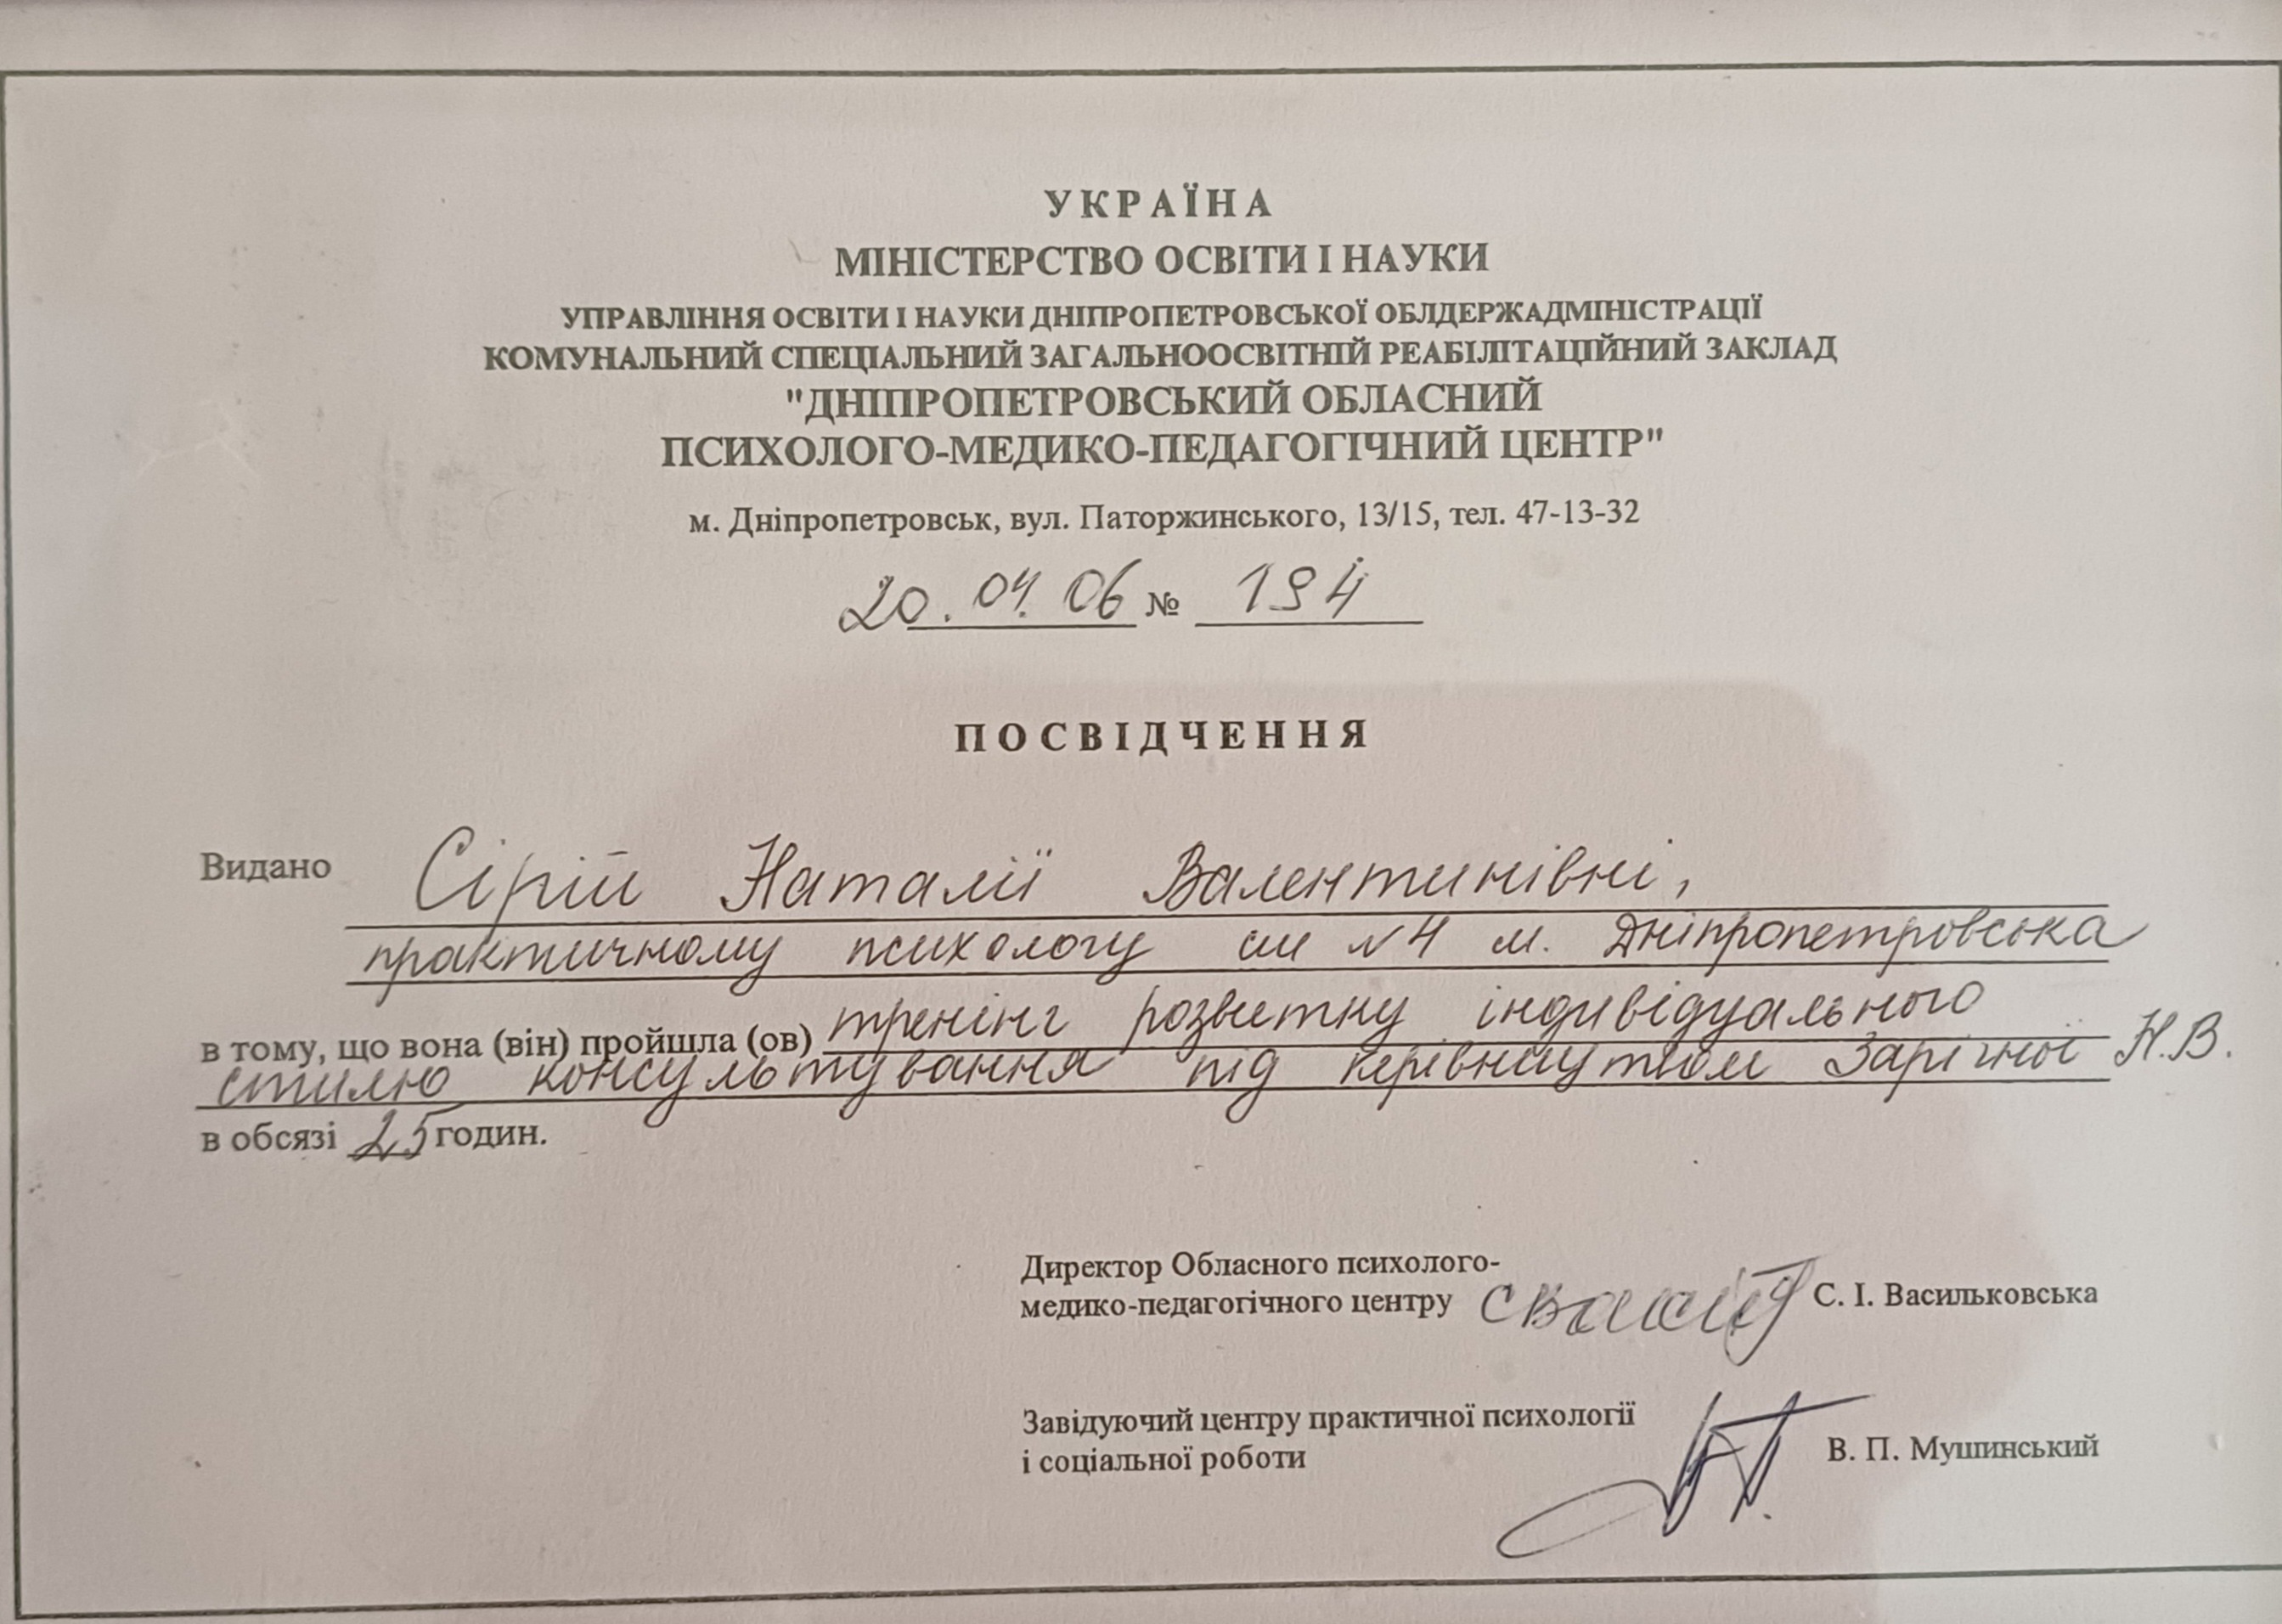 УКРАЇНА
МІНІСТЕРСТВО ОСВІТИ І НАУКИ
УПРАВЛІННЯ ОСВІТИ І НАУКИ ДНІПРОПЕТРОВСЬКОЇ ОБЛДЕРЖАДМІНІСТРАЦІЇ
КОМУНАЛЬНИЙ СПЕЦІАЛЬНИЙ ЗАГАЛЬНООСВІТНІЙ РЕАБІЛІТАЦІЙНИЙ ЗАКЛАД
"ДНІПРОПЕТРОВСЬКИЙ ОБЛАСНИЙ
ПСИХОЛОГО-МЕДИКО-ПЕДАГОГІЧНИЙ ЦЕНТР"
м. Дніпропетровськ, вул. Паторжинського, 13/15, тел. 47-13-32
20.04.06 № 194
ПОСВІДЧЕННЯ
Видано Сірій Наталії Валентинівні,
практичному психологу №4 м. Дніпропетровська
в тому, що вона (він) пройшла (ов) тренінг розвитку індивідуального
стилю консультування під керівництвом Зарічної Н.В.
в обсязі 25 годин.
Директор Обласного психолого-
медико-педагогічного центру С. І. Васильковська
Завідуючий центру практичної психології
і соціальної роботи В. П. Мушинський